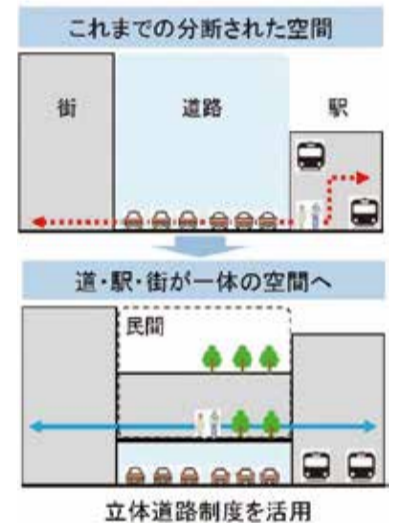 これまでの分断された空間
街
道路
駅
道・駅・街が一体の空間へ
民間
立体道路制度を活用